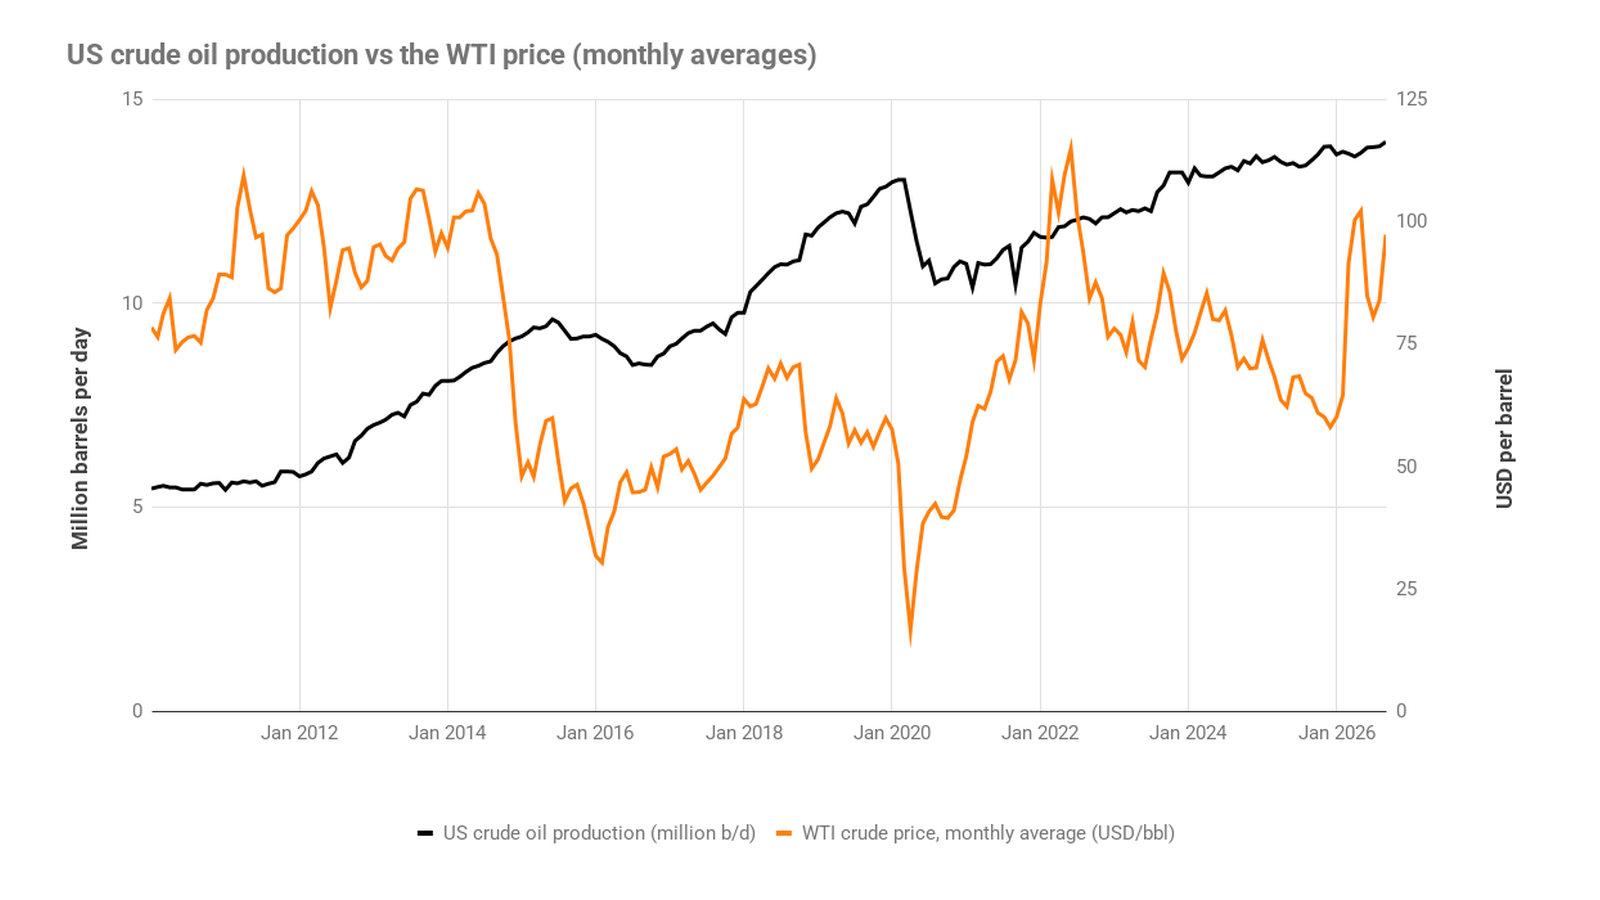 US crude oil production vs the WTI price (monthly averages)
15
125
100
10
75
50
5
25
0
0
Million barrels per day
USD per barrel
Jan 2012
Jan 2014
Jan 2016
Jan 2018
Jan 2020
Jan 2022
Jan 2024
Jan 2026
US crude oil production (million b/d)
WTI crude price, monthly average (USD/bbl)